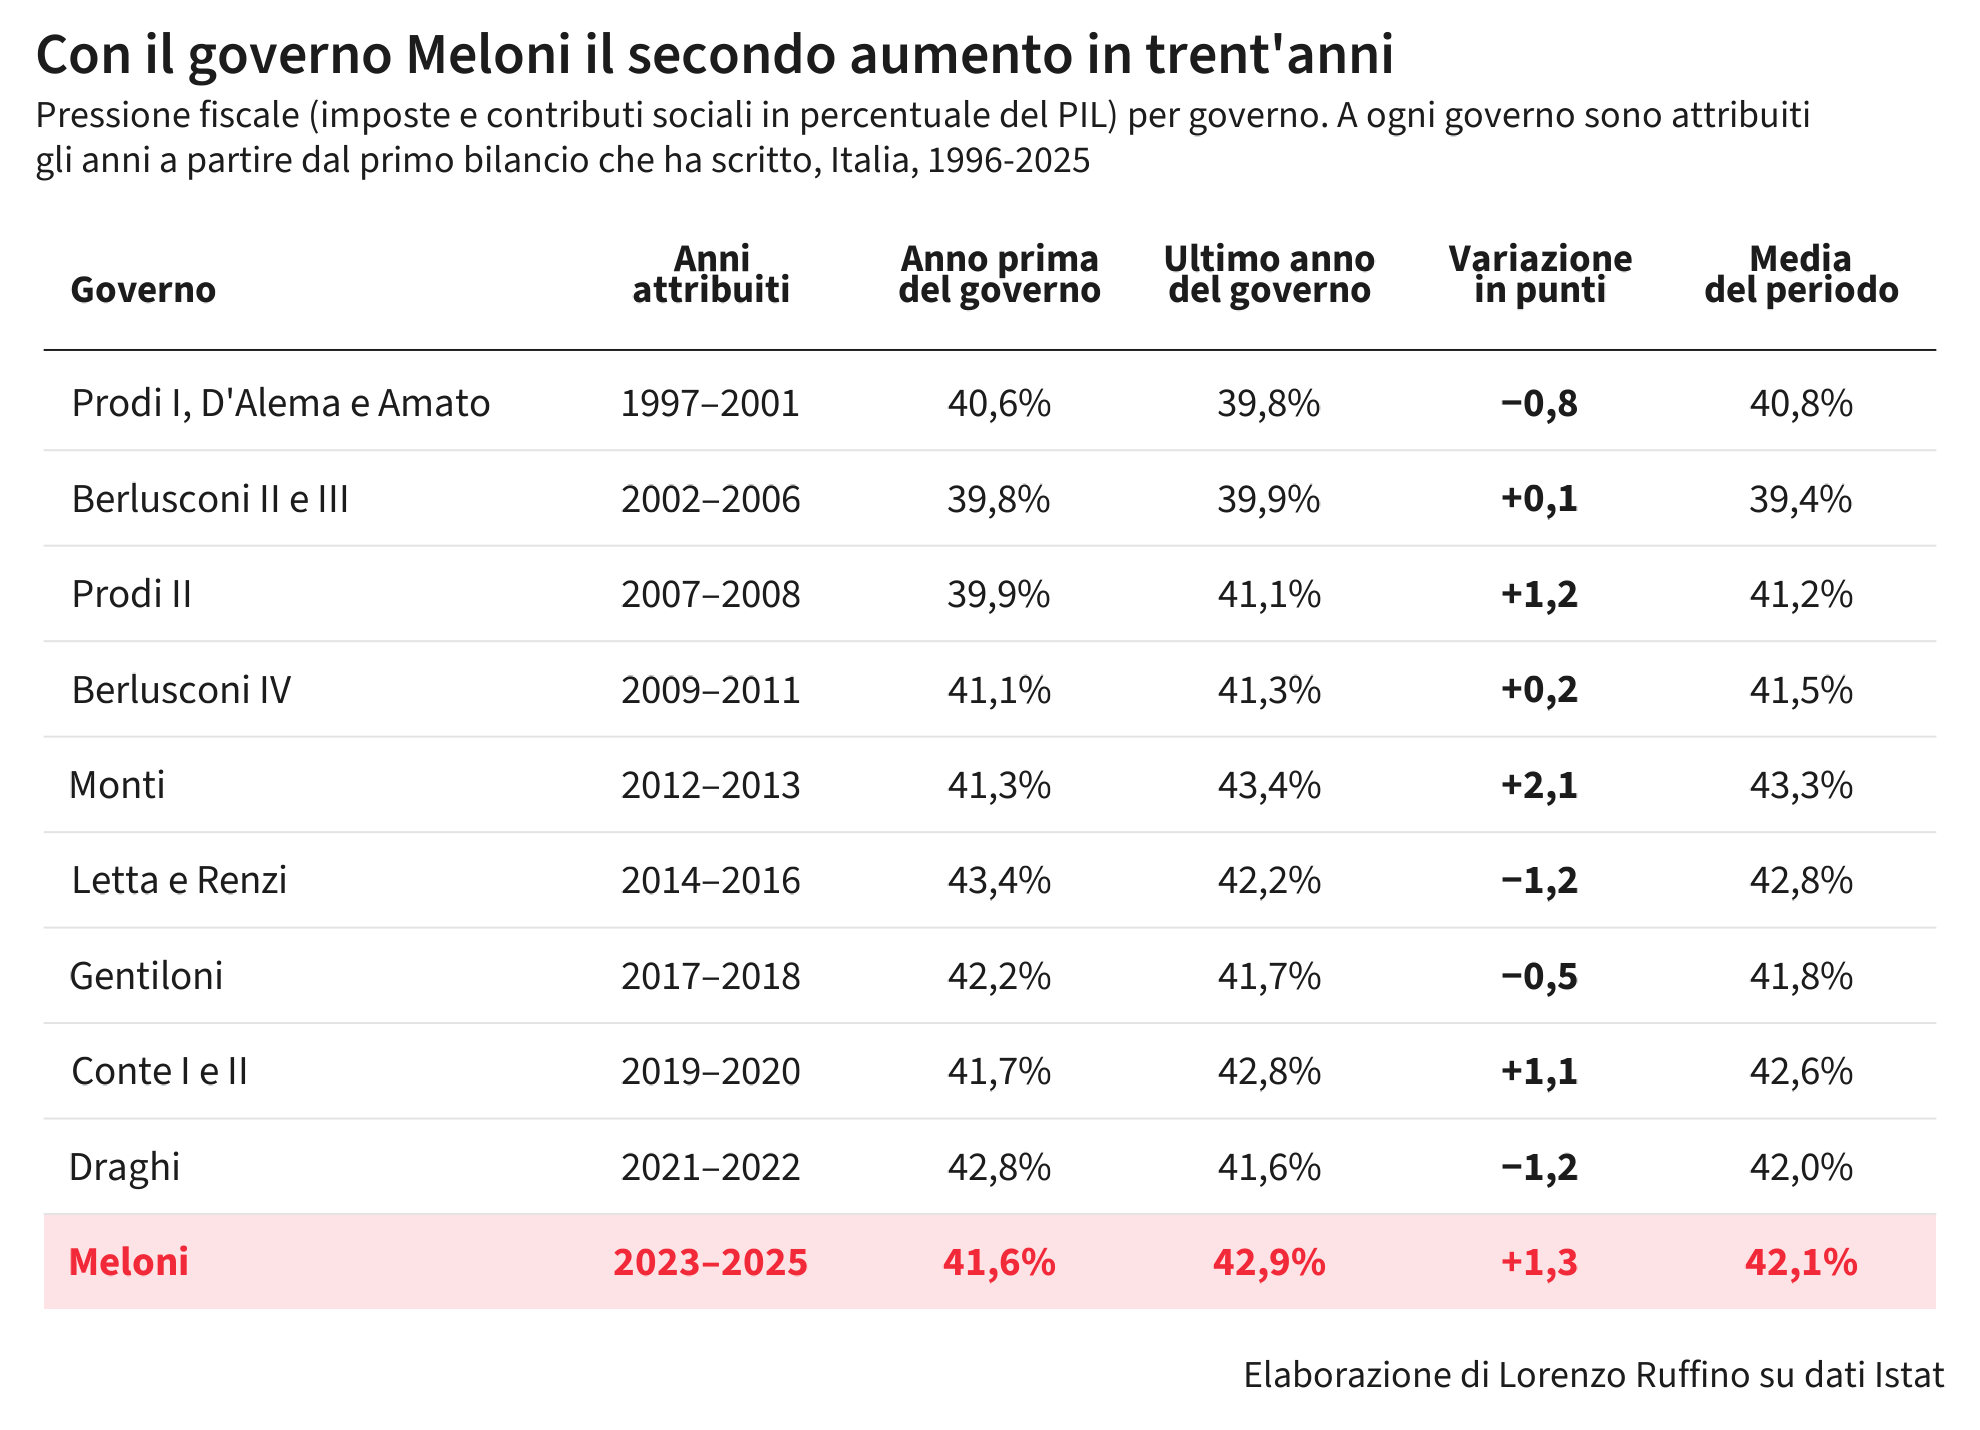 Con il governo Meloni il secondo aumento in trent'anni
Pressione fiscale (imposte e contributi sociali in percentuale del PIL) per governo. A ogni governo sono attribuiti
gli anni a partire dal primo bilancio che ha scritto, Italia, 1996-2025
Governo Anni attribuiti Anno prima del governo Ultimo anno del governo Variazione in punti Media del periodo
Prodi I, D'Alema e Amato 1997–2001 40,6% 39,8% −0,8 40,8%
Berlusconi II e III 2002–2006 39,8% 39,9% +0,1 39,4%
Prodi II 2007–2008 39,9% 41,1% +1,2 41,2%
Berlusconi IV 2009–2011 41,1% 41,3% +0,2 41,5%
Monti 2012–2013 41,3% 43,4% +2,1 43,3%
Letta e Renzi 2014–2016 43,4% 42,2% −1,2 42,8%
Gentiloni 2017–2018 42,2% 41,7% −0,5 41,8%
Conte I e II 2019–2020 41,7% 42,8% +1,1 42,6%
Draghi 2021–2022 42,8% 41,6% −1,2 42,0%
Meloni 2023–2025 41,6% 42,9% +1,3 42,1%
Elaborazione di Lorenzo Ruffino su dati Istat